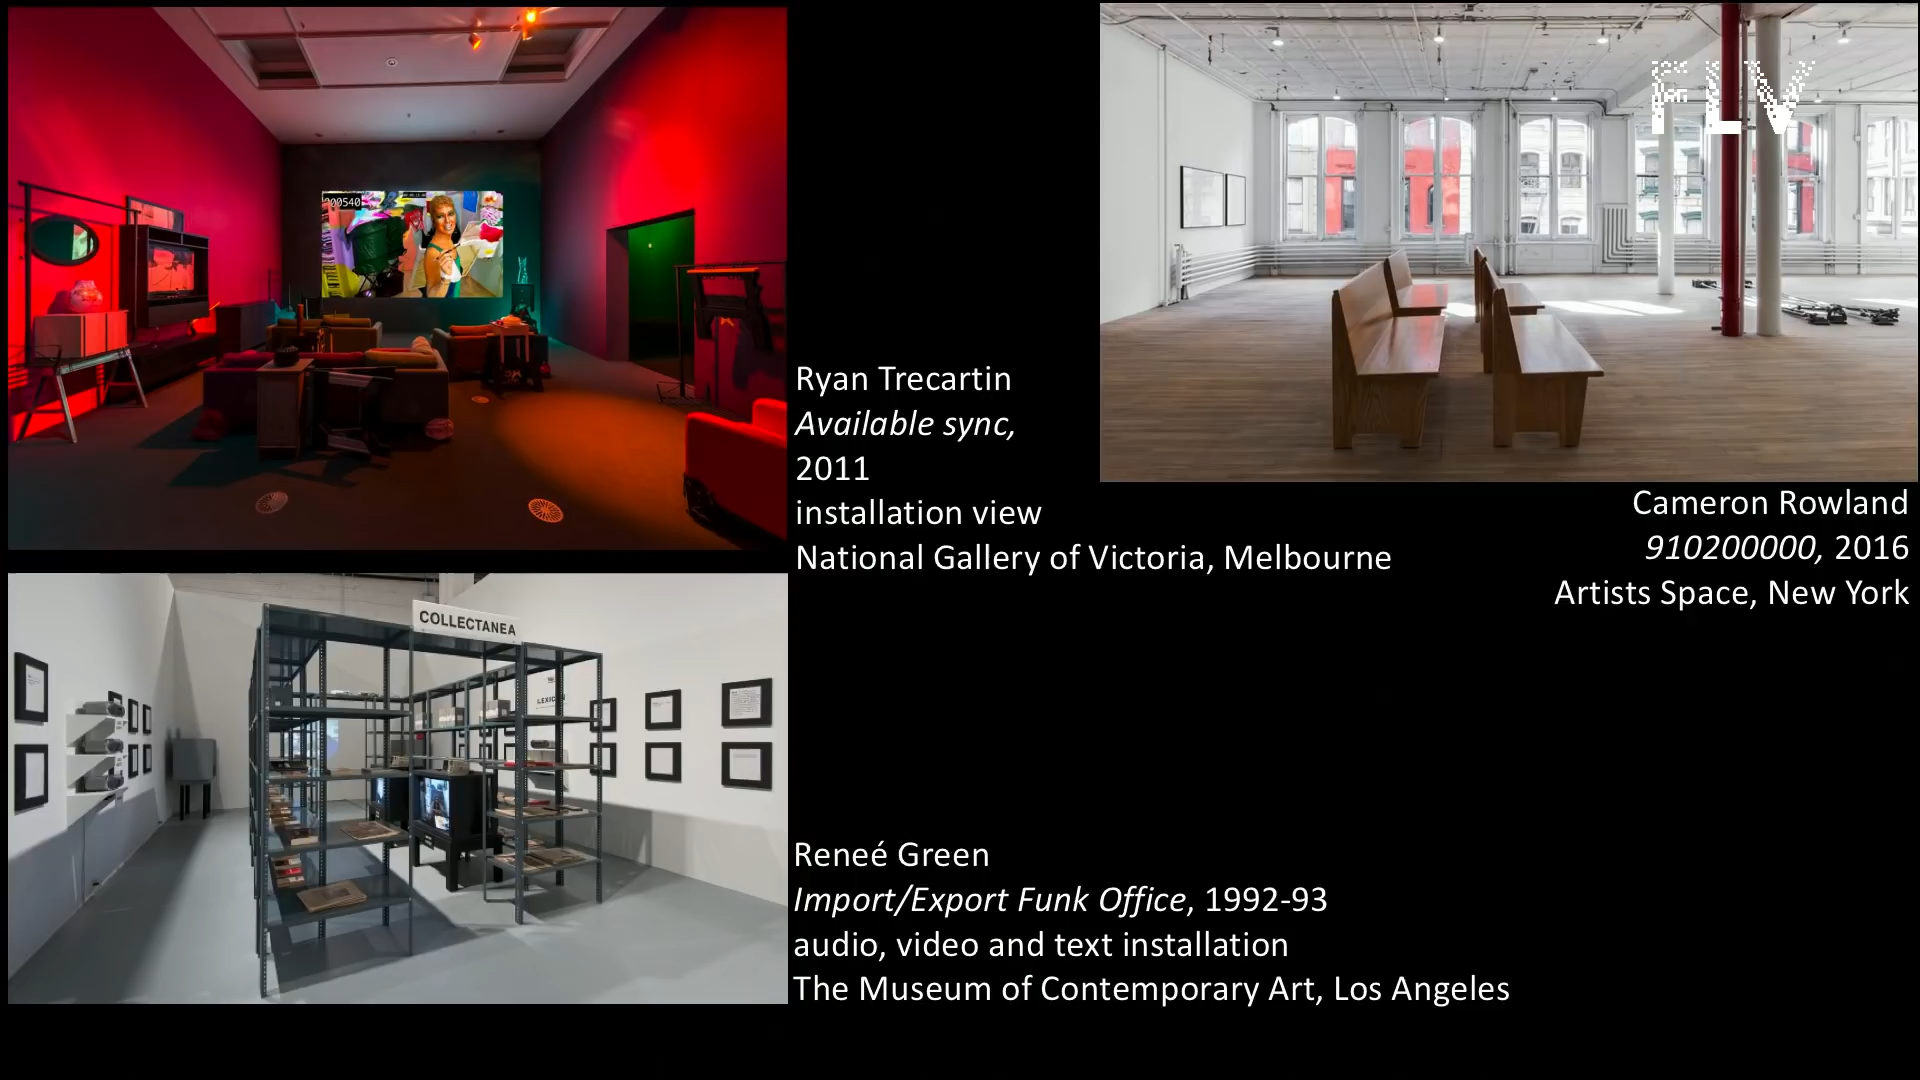 000540
FLV
Ryan Trecartin
Available sync,
2011
installation view
National Gallery of Victoria, Melbourne
Cameron Rowland
910200000, 2016
Artists Space, New York
COLLECTANEA
Reneé Green
Import/Export Funk Office, 1992-93
audio, video and text installation
The Museum of Contemporary Art, Los Angeles